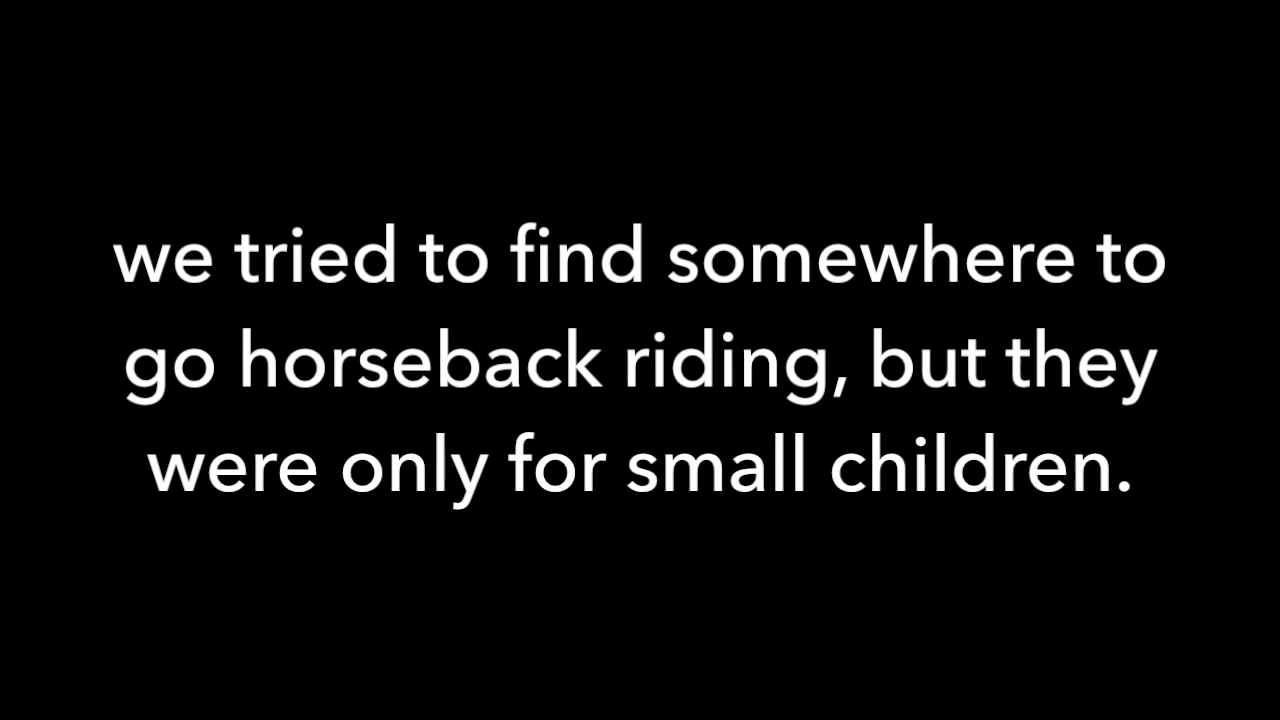 we tried to find somewhere to
go horseback riding, but they
were only for small children.